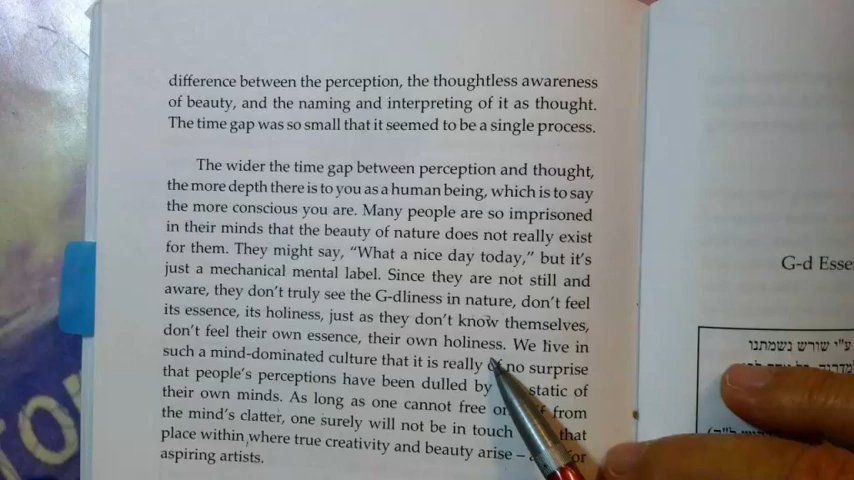 difference between the perception, the thoughtless awareness
of beauty, and the naming and interpreting of it as thought.
The time gap was so small that it seemed to be a single process.
The wider the time gap between perception and thought,
the more depth there is to you as a human being, which is to say
the more conscious you are. Many people are so imprisoned
in their minds that the beauty of nature does not really exist
for them. They might say, “What a nice day today,” but it's
just a mechanical mental label. Since they are not still and
aware, they don't truly see the G-dliness in nature, don't feel
its essence, its holiness, just as they don't know themselves,
don't feel their own essence, their own holiness. We live in
such a mind-dominated culture that it is really no surprise
that people's perceptions have been dulled by static of
their own minds. As long as one cannot free from
the mind's clatter, one surely will not be in touch that
place within where true creativity and beauty arise –
aspiring artists.
G-d Esse
ע"י שורש נשמתנו